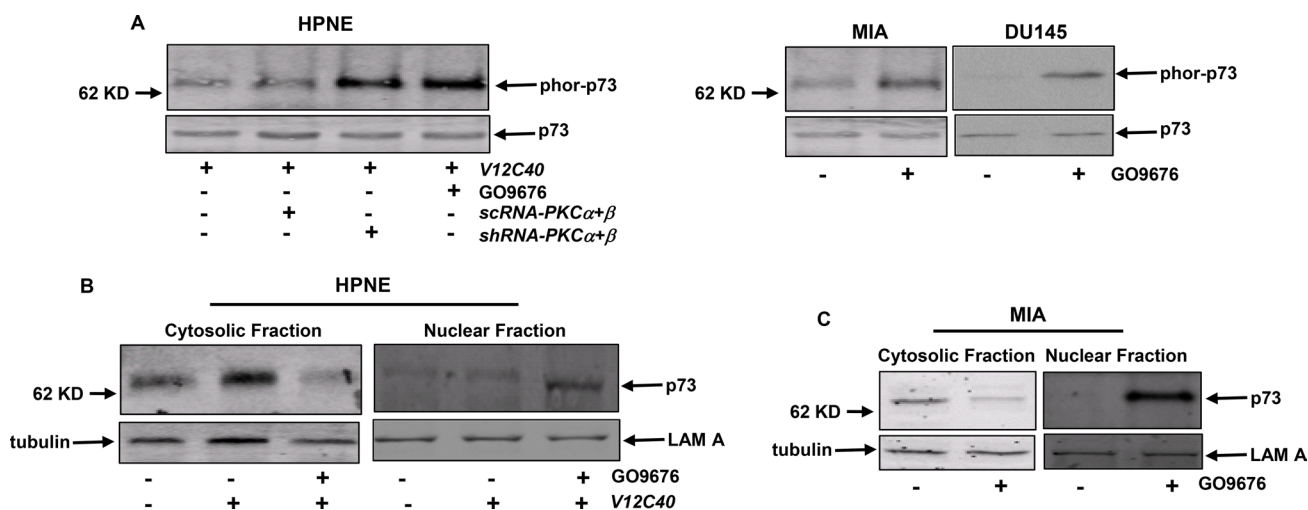 A
HPNE
62 KD
phor-p73
p73
+ + + + V12C40
- - - + GO9676
- + - - scRNA-PKCα+β
- - + - shRNA-PKCα+β
MIA DU145
62 KD
phor-p73
p73
- + - + GO9676
B
HPNE
Cytosolic Fraction Nuclear Fraction
62 KD
p73
tubulin
LAM A
- - + - - + GO9676
- + + - + + V12C40
C
MIA
Cytosolic Fraction Nuclear Fraction
62 KD
p73
tubulin
LAM A
- + - + GO9676